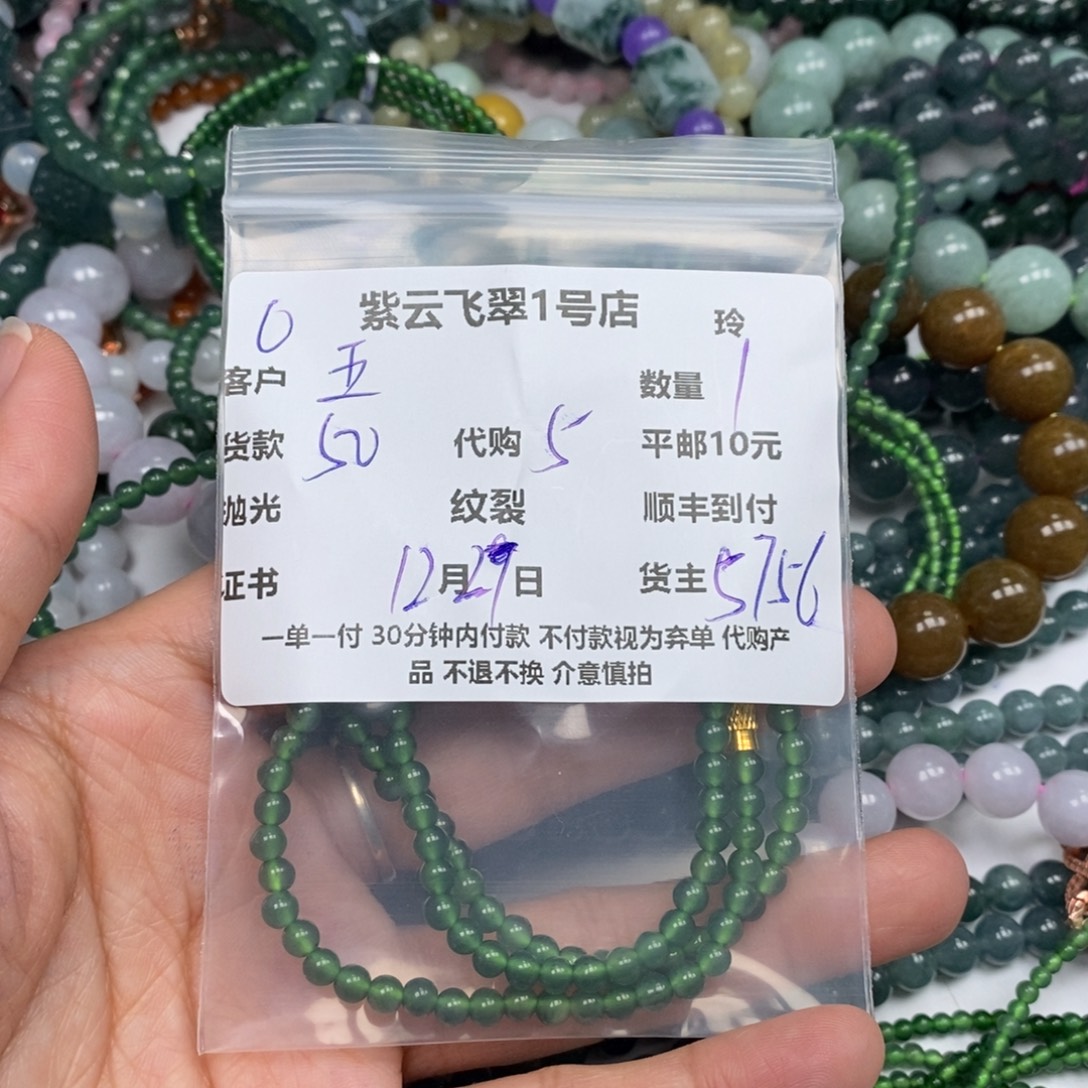 紫云飞翠1号店
0 玲
客户 五 数量 1
货款 50 代购 5 平邮10元
抛光 纹裂 顺丰到付
证书 12月29日 货主 5756
一单一付 30分钟内付款 不付款视为弃单 代购产
品 不退不换 介意慎拍